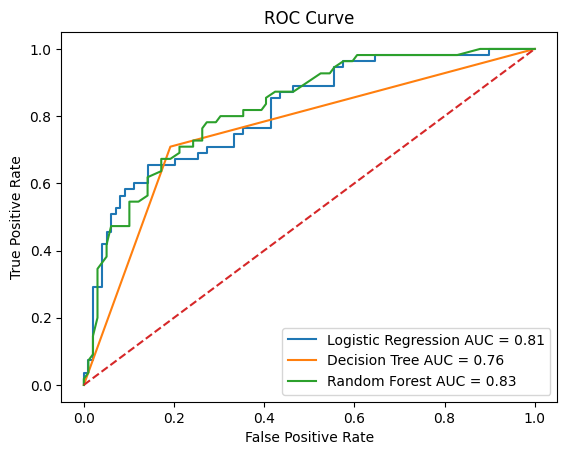 ROC Curve
True Positive Rate
1.0
0.8
0.6
0.4
0.2
0.0
Logistic Regression AUC = 0.81
Decision Tree AUC = 0.76
Random Forest AUC = 0.83
0.0 0.2 0.4 0.6 0.8 1.0
False Positive Rate